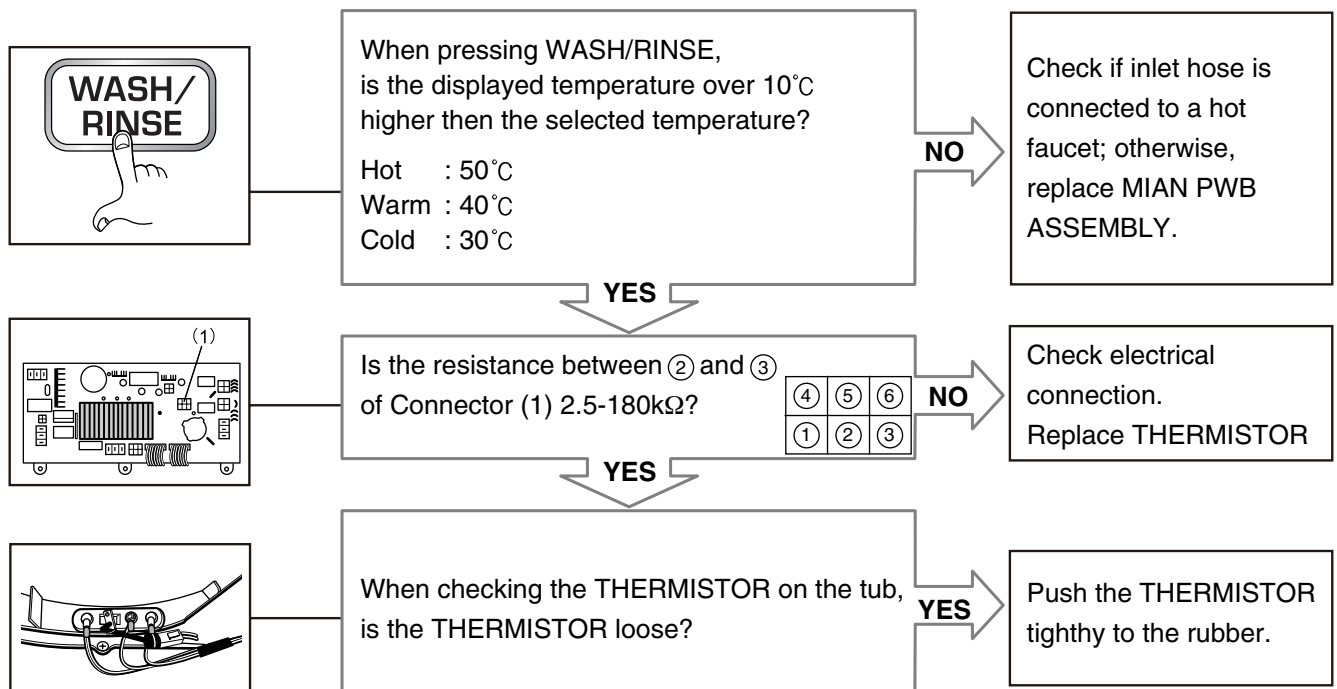 WASH/
RINSE
When pressing WASH/RINSE,
is the displayed temperature over 10℃
higher then the selected temperature?
Hot : 50℃
Warm : 40℃
Cold : 30℃
NO
Check if inlet hose is
connected to a hot
faucet; otherwise,
replace MIAN PWB
ASSEMBLY.
YES
(1)
Is the resistance between ② and ③
of Connector (1) 2.5-180kΩ?
④ ⑤ ⑥
① ② ③
NO
Check electrical
connection.
Replace THERMISTOR
YES
When checking the THERMISTOR on the tub,
is the THERMISTOR loose?
YES
Push the THERMISTOR
tighthy to the rubber.